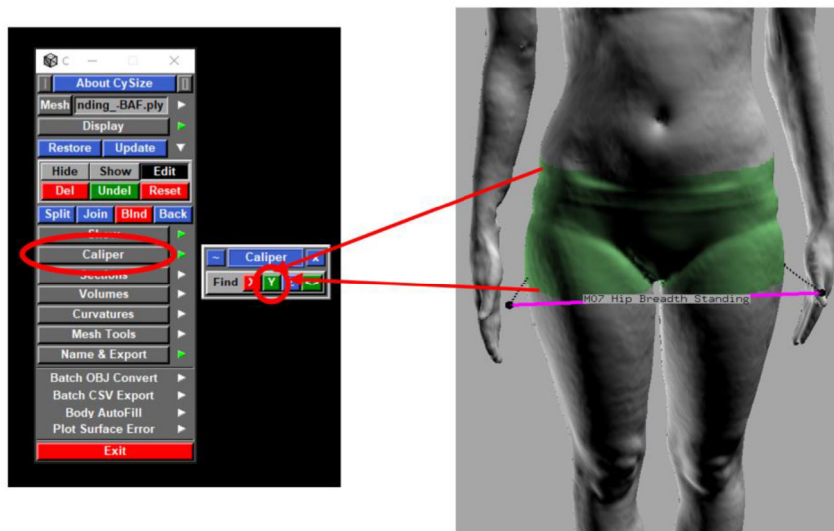 C
About CySize
Mesh nding_-BAF.ply
Display
Restore Update
Hide Show Edit
Del Undel Reset
Split Join Blnd Back
Show
Caliper
Sections
Volumes
Curvatures
Mesh Tools
Name & Export
Batch OBJ Convert
Batch CSV Export
Body AutoFill
Plot Surface Error
Exit
~ Caliper x
Find X Y Z <>
M07 Hip Breadth Standing